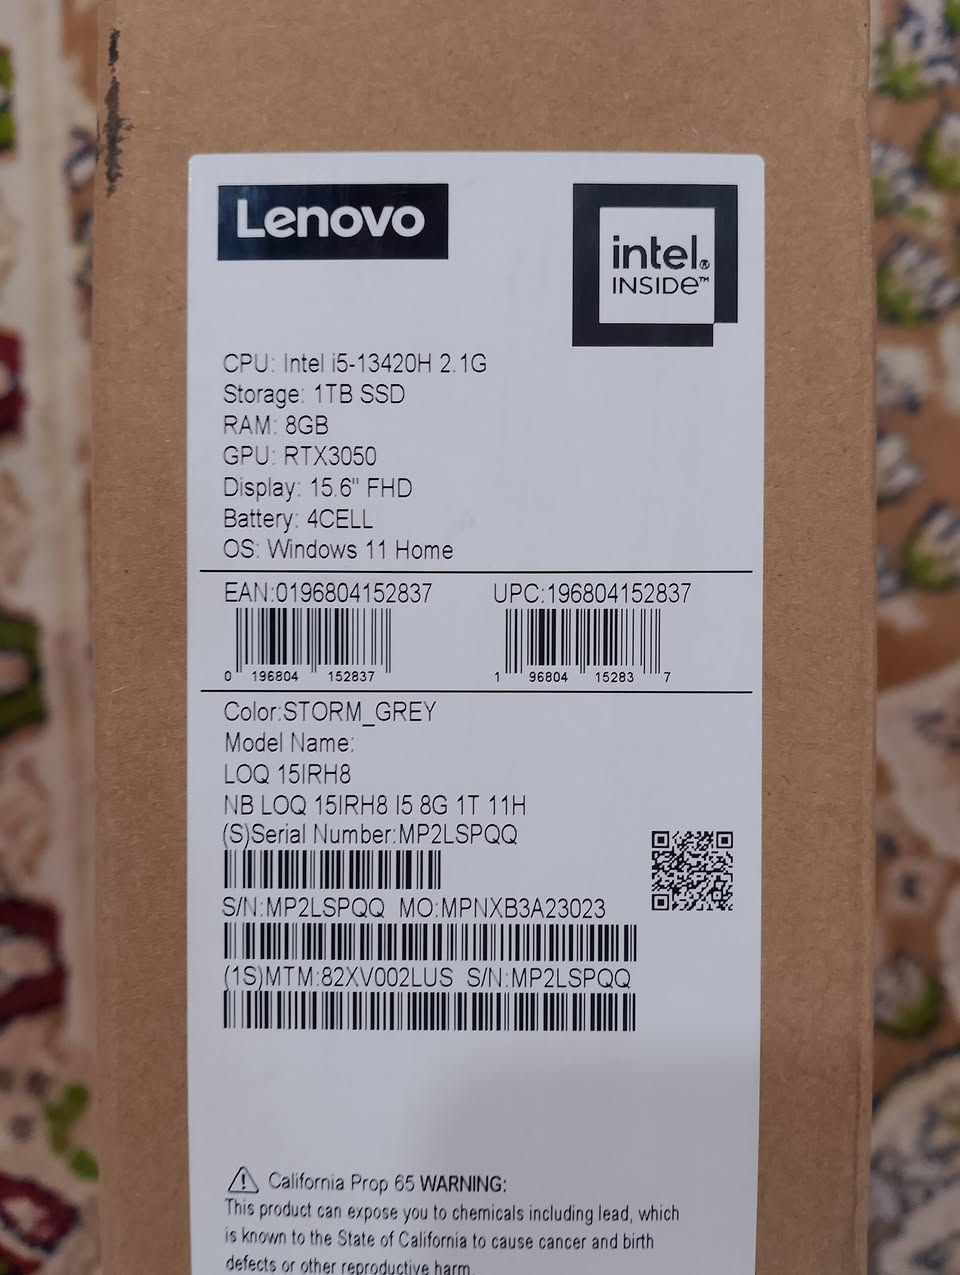 Lenovo
intel®
INSIDE™
CPU: Intel i5-13420H 2.1G
Storage: 1TB SSD
RAM: 8GB
GPU: RTX3050
Display: 15.6" FHD
Battery: 4CELL
OS: Windows 11 Home
EAN:0196804152837 UPC:196804152837
0 196804 152837 1 96804 15283 7
Color:STORM_GREY
Model Name:
LOQ 15IRH8
NB LOQ 15IRH8 I5 8G 1T 11H
(S)Serial Number:MP2LSPQQ
S/N:MP2LSPQQ MO:MPNXB3A23023
(1S)MTM:82XV002LUS S/N:MP2LSPQQ
California Prop 65 WARNING:
This product can expose you to chemicals including lead, which
is known to the State of California to cause cancer and birth
defects or other reproductive harm.